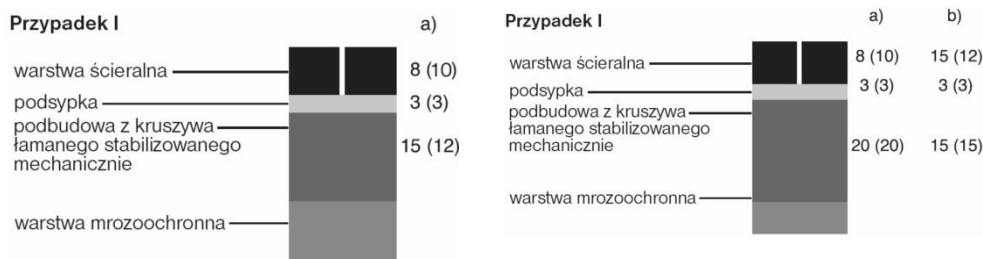 Przypadek I a)
warstwa ścieralna 8 (10)
podsypka 3 (3)
podbudowa z kruszywa
łamanego stabilizowanego 15 (12)
mechanicznie
warstwa mrozoochronna
Przypadek I a) b)
warstwa ścieralna 8 (10) 15 (12)
podsypka 3 (3) 3 (3)
podbudowa z kruszywa
łamanego stabilizowanego
mechanicznie 20 (20) 15 (15)
warstwa mrozoochronna